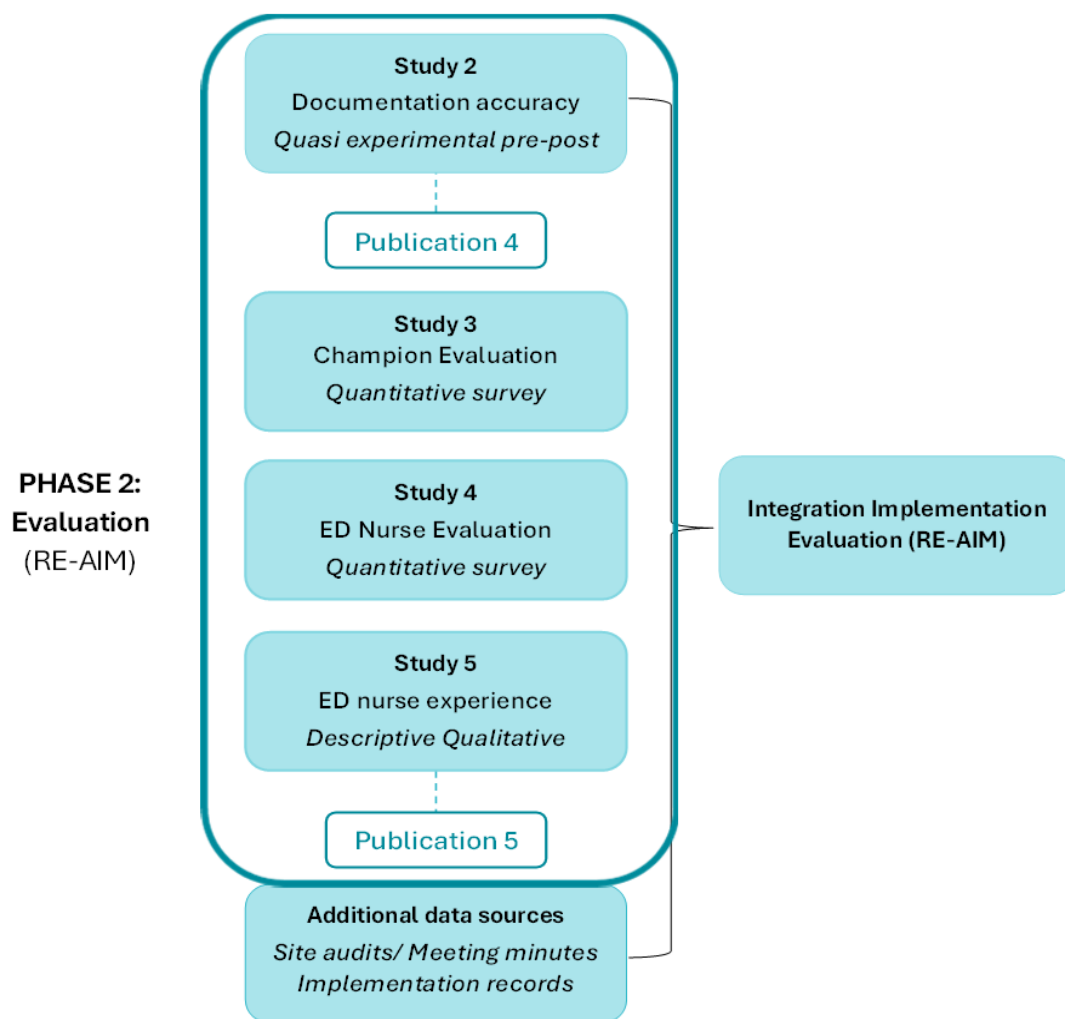 Study 2
Documentation accuracy
Quasi experimental pre-post
Publication 4
Study 3
Champion Evaluation
Quantitative survey
Study 4
ED Nurse Evaluation
Quantitative survey
Study 5
ED nurse experience
Descriptive Qualitative
Publication 5
Additional data sources
Site audits/ Meeting minutes
Implementation records
PHASE 2:
Evaluation
(RE-AIM)
Integration Implementation
Evaluation (RE-AIM)